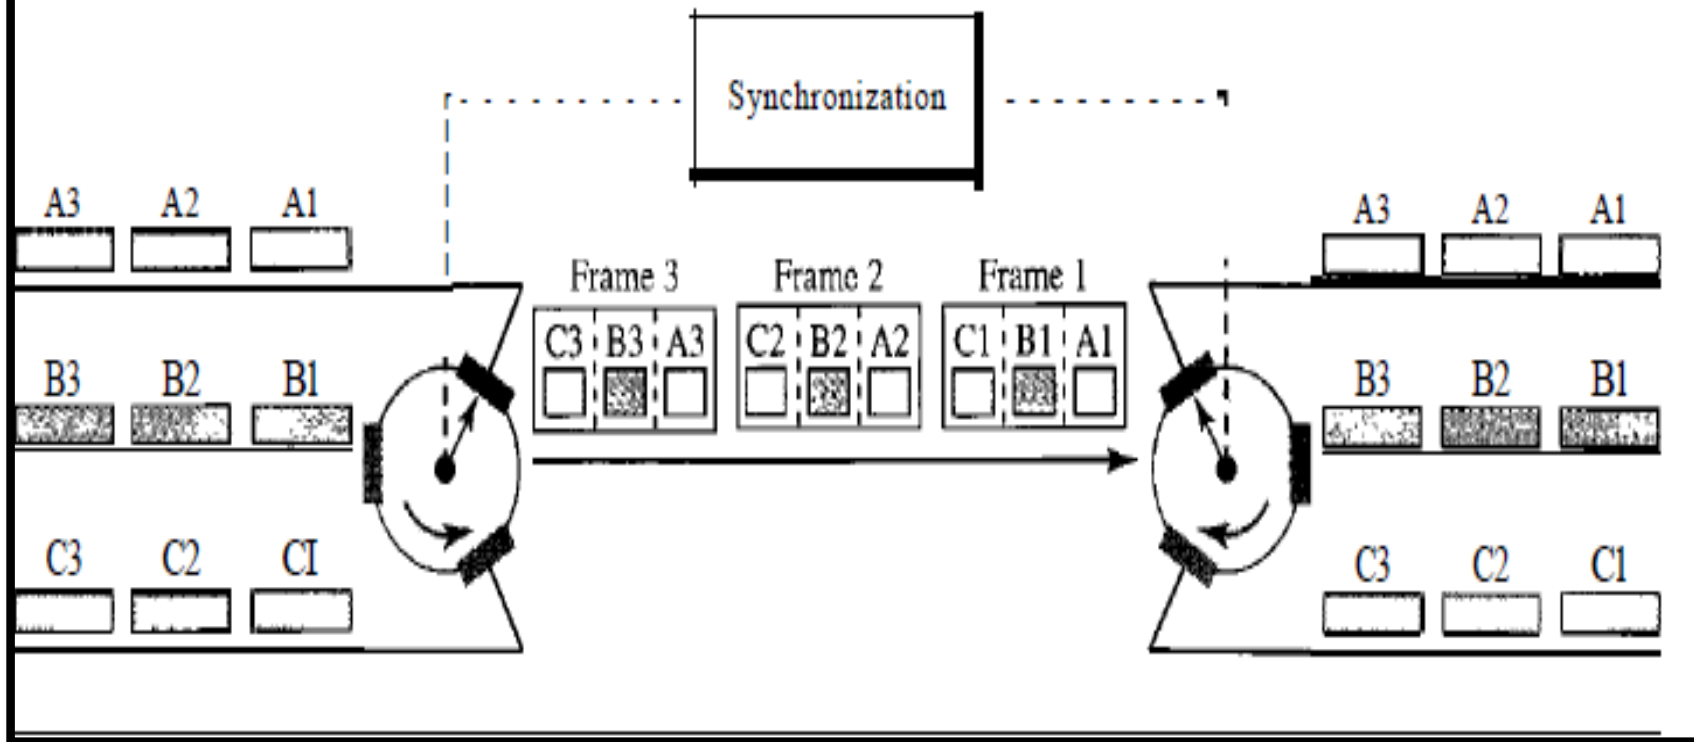 Synchronization
A3 A2 A1
A3 A2 A1
Frame 3 Frame 2 Frame 1
C3 B3 A3 C2 B2 A2 C1 B1 A1
B3 B2 B1
B3 B2 B1
C3 C2 CI
C3 C2 C1